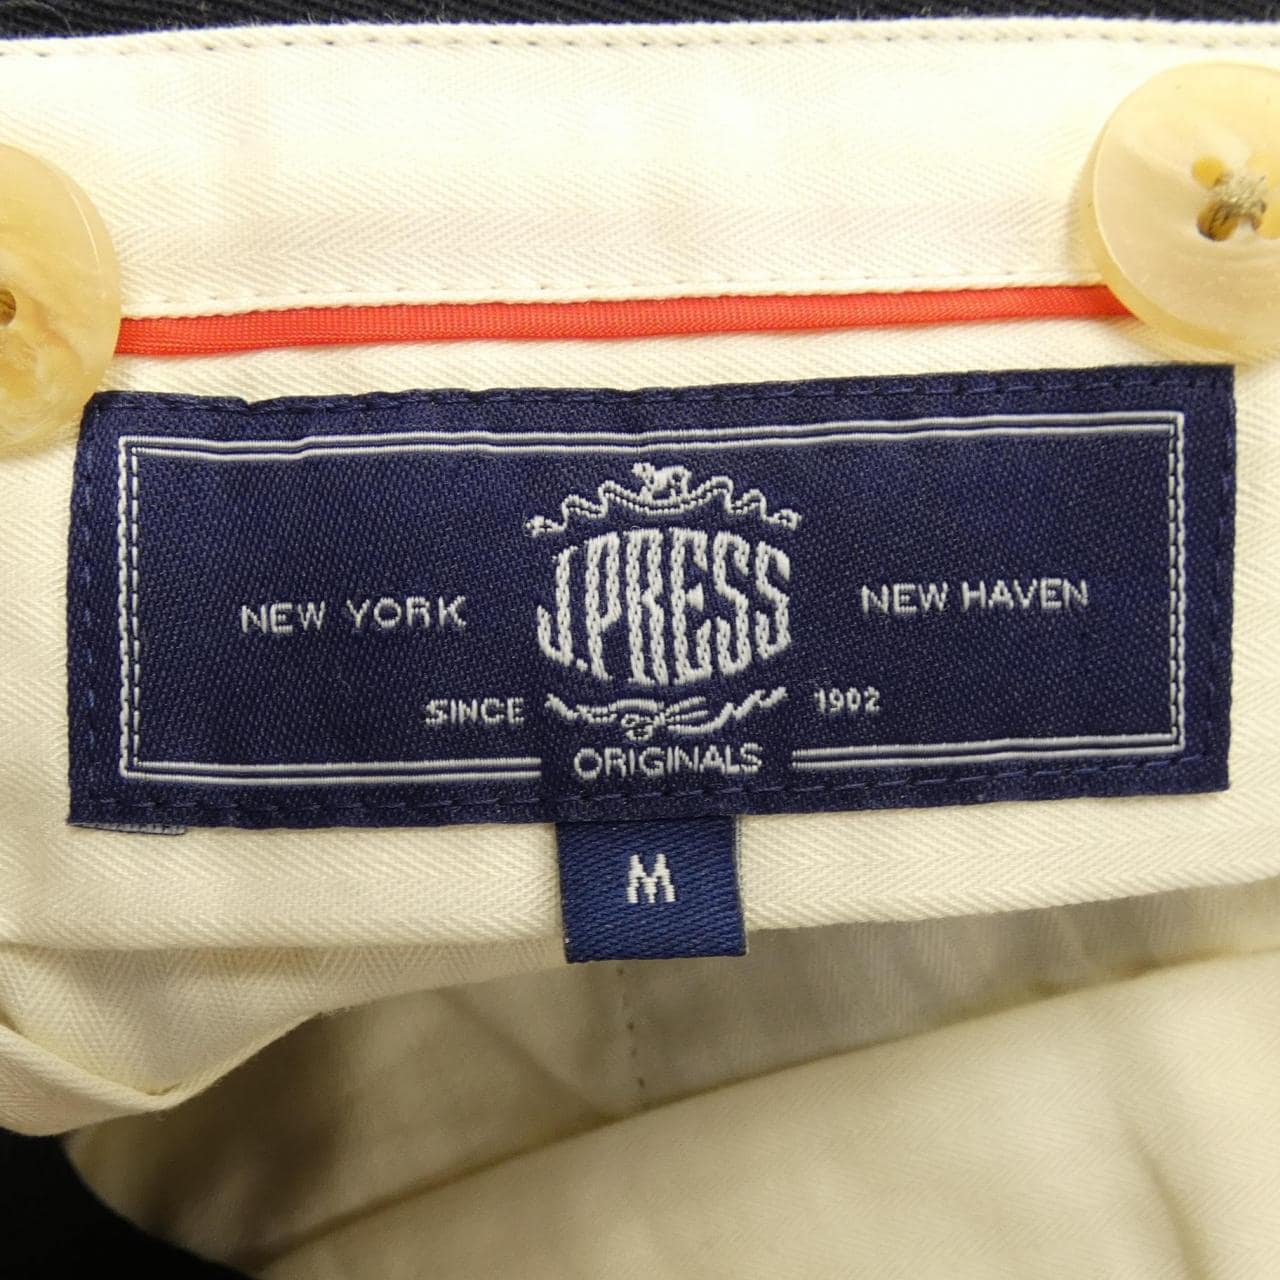 J.PRESS
NEW YORK NEW HAVEN
SINCE 1902
ORIGINALS
M